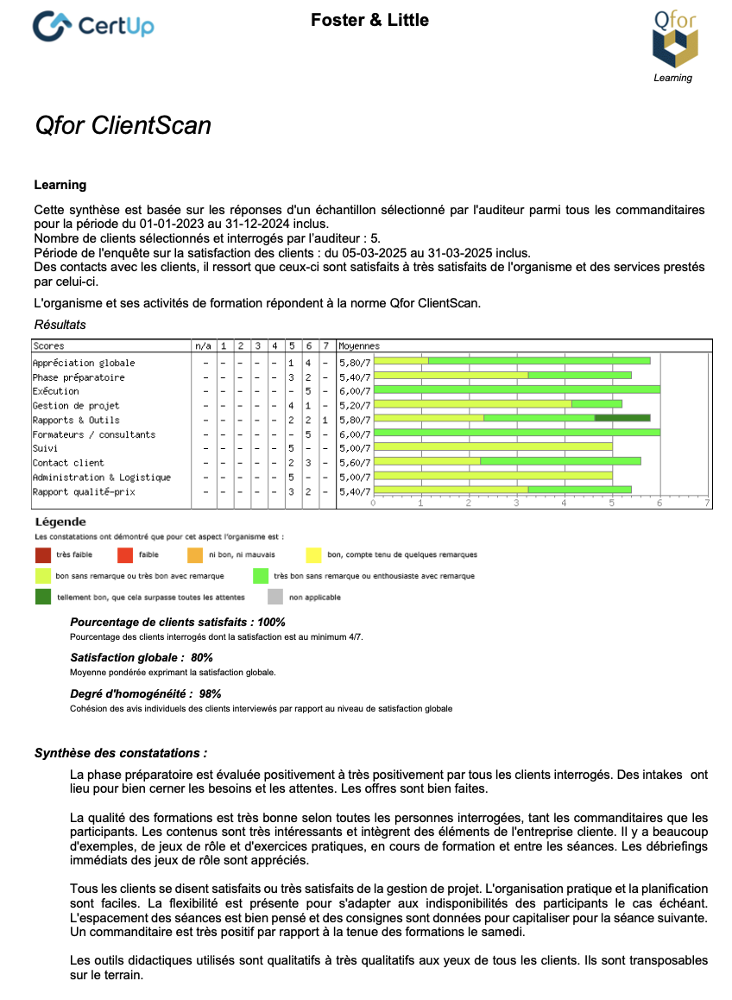 CertUp
Foster & Little
Qfor
Learning
Qfor ClientScan
Learning
Cette synthèse est basée sur les réponses d'un échantillon sélectionné par l'auditeur parmi tous les commanditaires
pour la période du 01-01-2023 au 31-12-2024 inclus.
Nombre de clients sélectionnés et interrogés par l'auditeur : 5.
Période de l'enquête sur la satisfaction des clients : du 05-03-2025 au 31-03-2025 inclus.
Des contacts avec les clients, il ressort que ceux-ci sont satisfaits à très satisfaits de l'organisme et des services prestés
par celui-ci.
L'organisme et ses activités de formation répondent à la norme Qfor ClientScan.
Résultats
Scores n/a 1 2 3 4 5 6 7 Moyennes
Appréciation globale - - - - - 1 4 - 5,80/7
Phase préparatoire - - - - - 3 2 - 5,40/7
Exécution - - - - - - 5 - 6,00/7
Gestion de projet - - - - - 4 1 - 5,20/7
Rapports & Outils - - - - - 2 2 1 5,80/7
Formateurs / consultants - - - - - - 5 - 6,00/7
Suivi - - - - - 5 - - 5,00/7
Contact client - - - - - 2 3 - 5,60/7
Administration & Logistique - - - - - 5 - - 5,00/7
Rapport qualité-prix - - - - - 3 2 - 5,40/7
0 1 2 3 4 5 6 7
Légende
Les constatations ont démontré que pour cet aspect l'organisme est :
très faible faible ni bon, ni mauvais bon, compte tenu de quelques remarques
bon sans remarque ou très bon avec remarque très bon sans remarque ou enthousiaste avec remarque
tellement bon, que cela surpasse toutes les attentes non applicable
Pourcentage de clients satisfaits : 100%
Pourcentage des clients interrogés dont la satisfaction est au minimum 4/7.
Satisfaction globale : 80%
Moyenne pondérée exprimant la satisfaction globale.
Degré d'homogénéité : 98%
Cohésion des avis individuels des clients interviewés par rapport au niveau de satisfaction globale
Synthèse des constatations :
La phase préparatoire est évaluée positivement à très positivement par tous les clients interrogés. Des intakes ont
lieu pour bien cerner les besoins et les attentes. Les offres sont bien faites.
La qualité des formations est très bonne selon toutes les personnes interrogées, tant les commanditaires que les
participants. Les contenus sont très intéressants et intègrent des éléments de l'entreprise cliente. Il y a beaucoup
d'exemples, de jeux de rôle et d'exercices pratiques, en cours de formation et entre les séances. Les débriefings
immédiats des jeux de rôle sont appréciés.
Tous les clients se disent satisfaits ou très satisfaits de la gestion de projet. L'organisation pratique et la planification
sont faciles. La flexibilité est présente pour s'adapter aux indisponibilités des participants le cas échéant.
L'espacement des séances est bien pensé et des consignes sont données pour capitaliser pour la séance suivante.
Un commanditaire est très positif par rapport à la tenue des formations le samedi.
Les outils didactiques utilisés sont qualitatifs à très qualitatifs aux yeux de tous les clients. Ils sont transposables
sur le terrain.